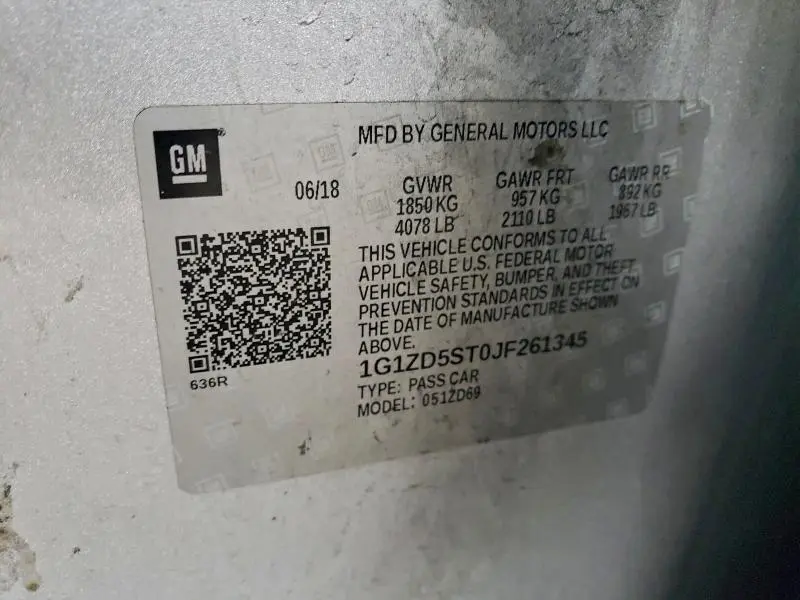 MFD BY GENERAL MOTORS LLC
GM®
06/18
GVWR
1850 KG
4078 LB
GAWR FRT
957 KG
2110 LB
GAWR RR
892 KG
1967 LB
THIS VEHICLE CONFORMS TO ALL
APPLICABLE U.S. FEDERAL MOTOR
VEHICLE SAFETY, BUMPER, AND THEFT
PREVENTION STANDARDS IN EFFECT ON
THE DATE OF MANUFACTURE SHOWN
ABOVE.
1G1ZD5ST0JF261345
TYPE: PASS CAR
MODEL: 051ZD69
636R